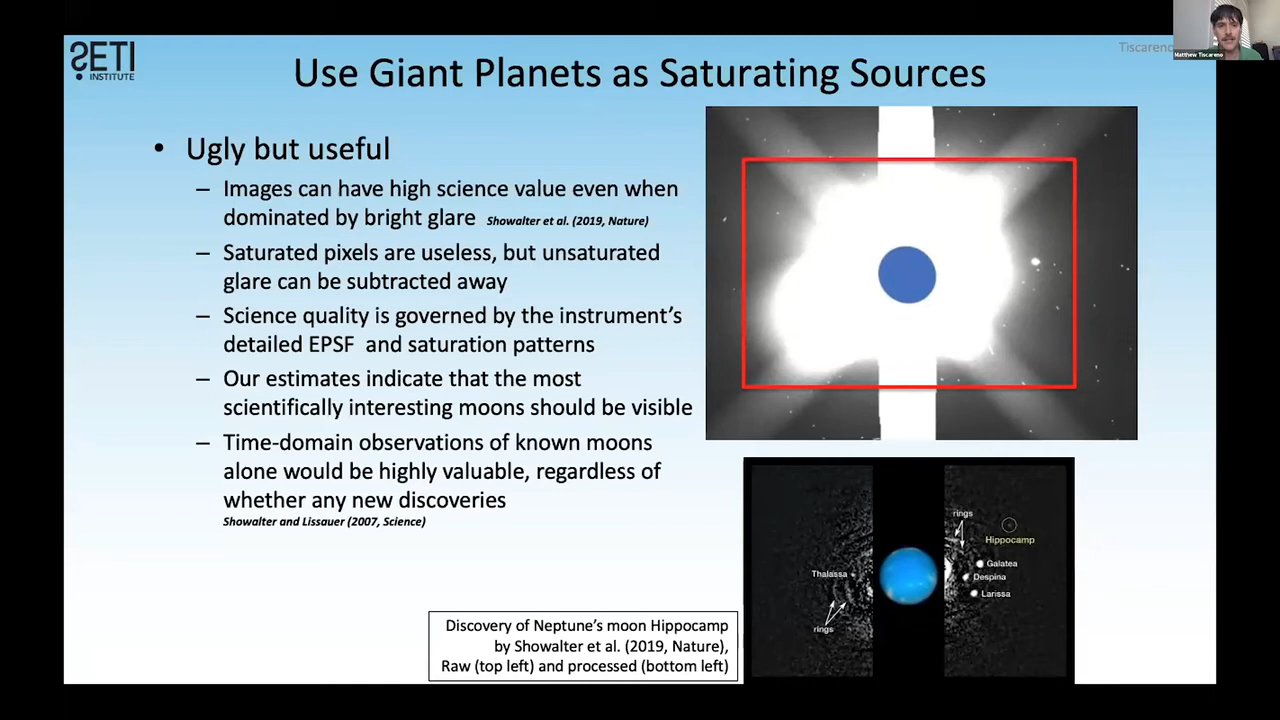 SETI
INSTITUTE
Tiscareno
Matthew Tiscareno
Use Giant Planets as Saturating Sources
• Ugly but useful
– Images can have high science value even when
dominated by bright glare Showalter et al. (2019, Nature)
– Saturated pixels are useless, but unsaturated
glare can be subtracted away
– Science quality is governed by the instrument's
detailed EPSF and saturation patterns
– Our estimates indicate that the most
scientifically interesting moons should be visible
– Time-domain observations of known moons
alone would be highly valuable, regardless of
whether any new discoveries
Showalter and Lissauer (2007, Science)
rings
Hippocamp
Galatea
Thalassa
Despina
Larissa
rings
Discovery of Neptune's moon Hippocamp
by Showalter et al. (2019, Nature),
Raw (top left) and processed (bottom left)